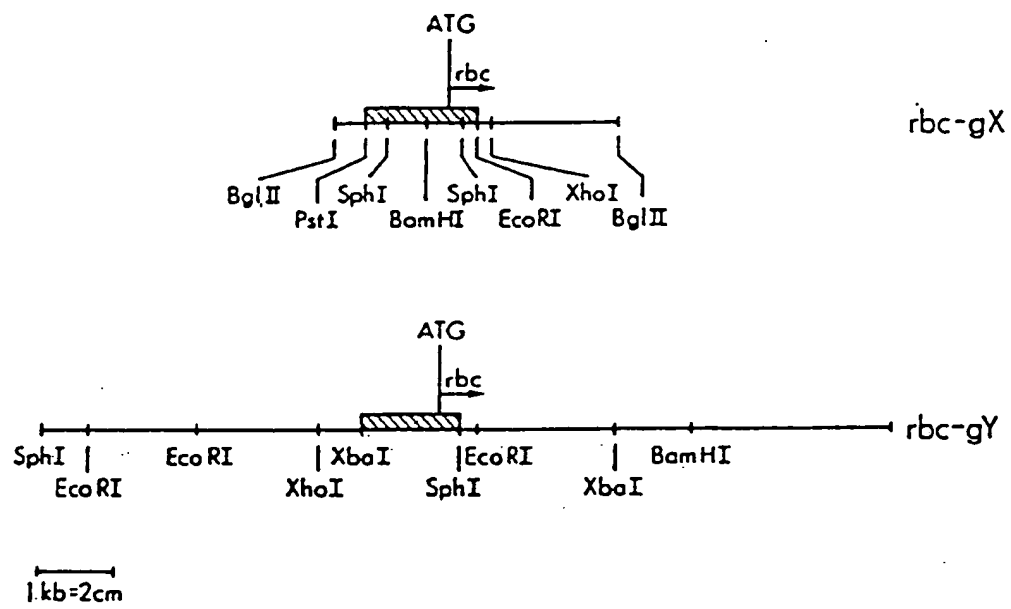 ATG
rbc
rbc-gX
BglII
PstI
SphI
BamHI
SphI
EcoRI
XhoI
BglII
ATG
rbc
rbc-gY
SphI
EcoRI
EcoRI
XhoI
XbaI
SphI
EcoRI
XbaI
BamHI
1 kb=2cm